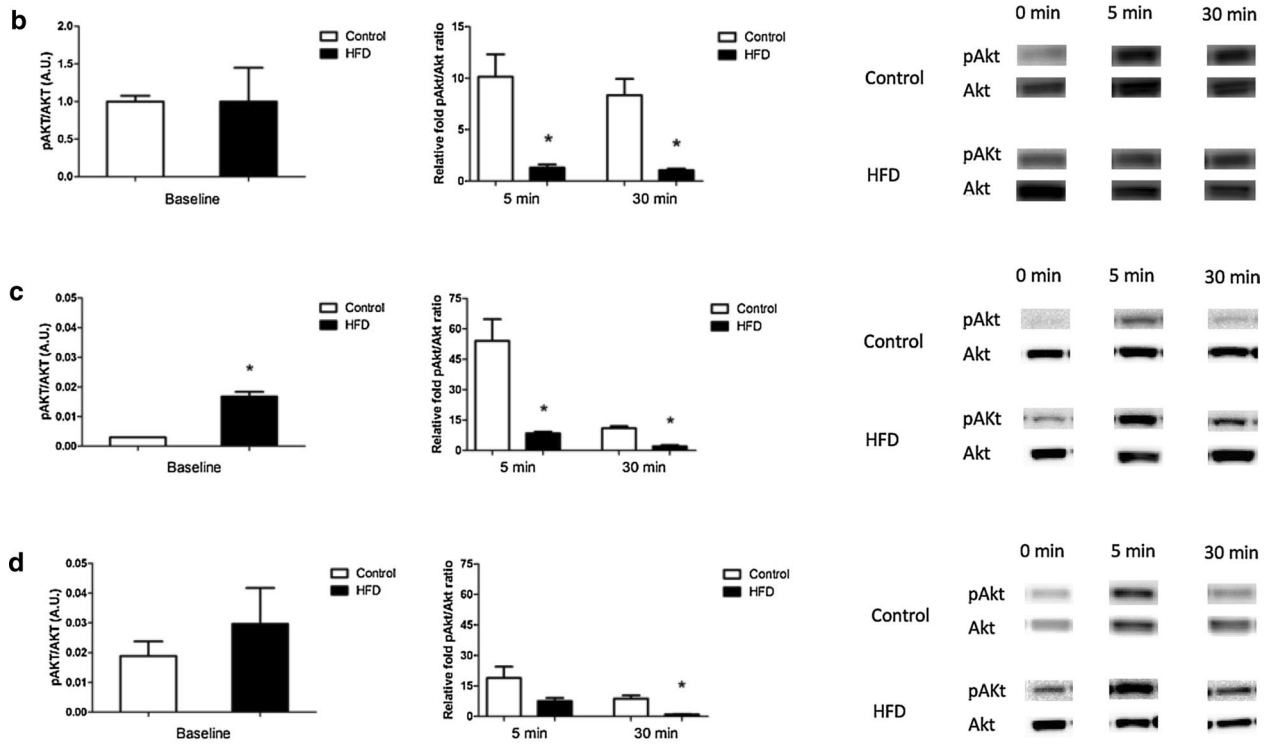 b
pAKT/AKT (A.U.)
2.0
1.5
1.0
0.5
0.0
Baseline
Control
HFD
Relative fold pAkt/Akt ratio
15
10
5
0
*
*
5 min
30 min
Control
HFD
0 min
5 min
30 min
Control
pAkt
Akt
HFD
pAKt
Akt
c
pAKT/AKT (A.U.)
0.05
0.04
0.03
0.02
0.01
0.00
*
Baseline
Control
HFD
Relative fold pAkt/Akt ratio
75
60
45
30
15
0
*
*
5 min
30 min
Control
HFD
0 min
5 min
30 min
Control
pAkt
Akt
HFD
pAKt
Akt
d
pAKT/AKT (A.U.)
0.05
0.04
0.03
0.02
0.01
0.00
Baseline
Control
HFD
Relative fold pAkt/Akt ratio
75
60
45
30
15
0
*
5 min
30 min
Control
HFD
0 min
5 min
30 min
Control
pAkt
Akt
HFD
pAKt
Akt